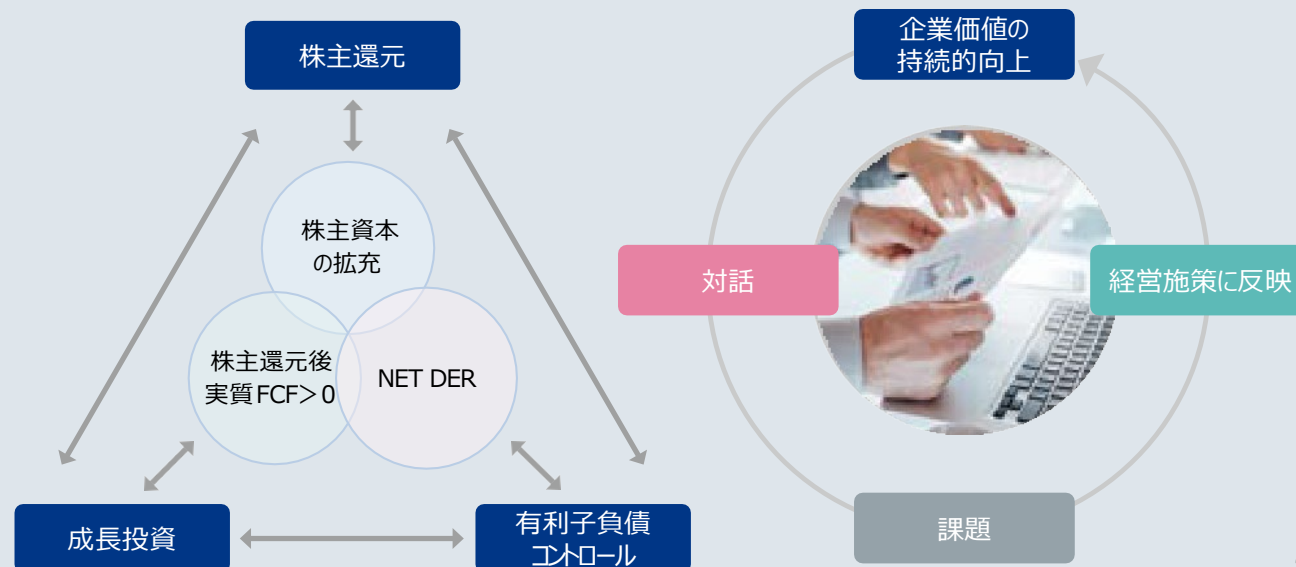 株主還元
株主資本
の拡充
株主還元後
実質FCF＞0
NET DER
成長投資
有利子負債
コントロール
企業価値の
持続的向上
対話
経営施策に反映
課題